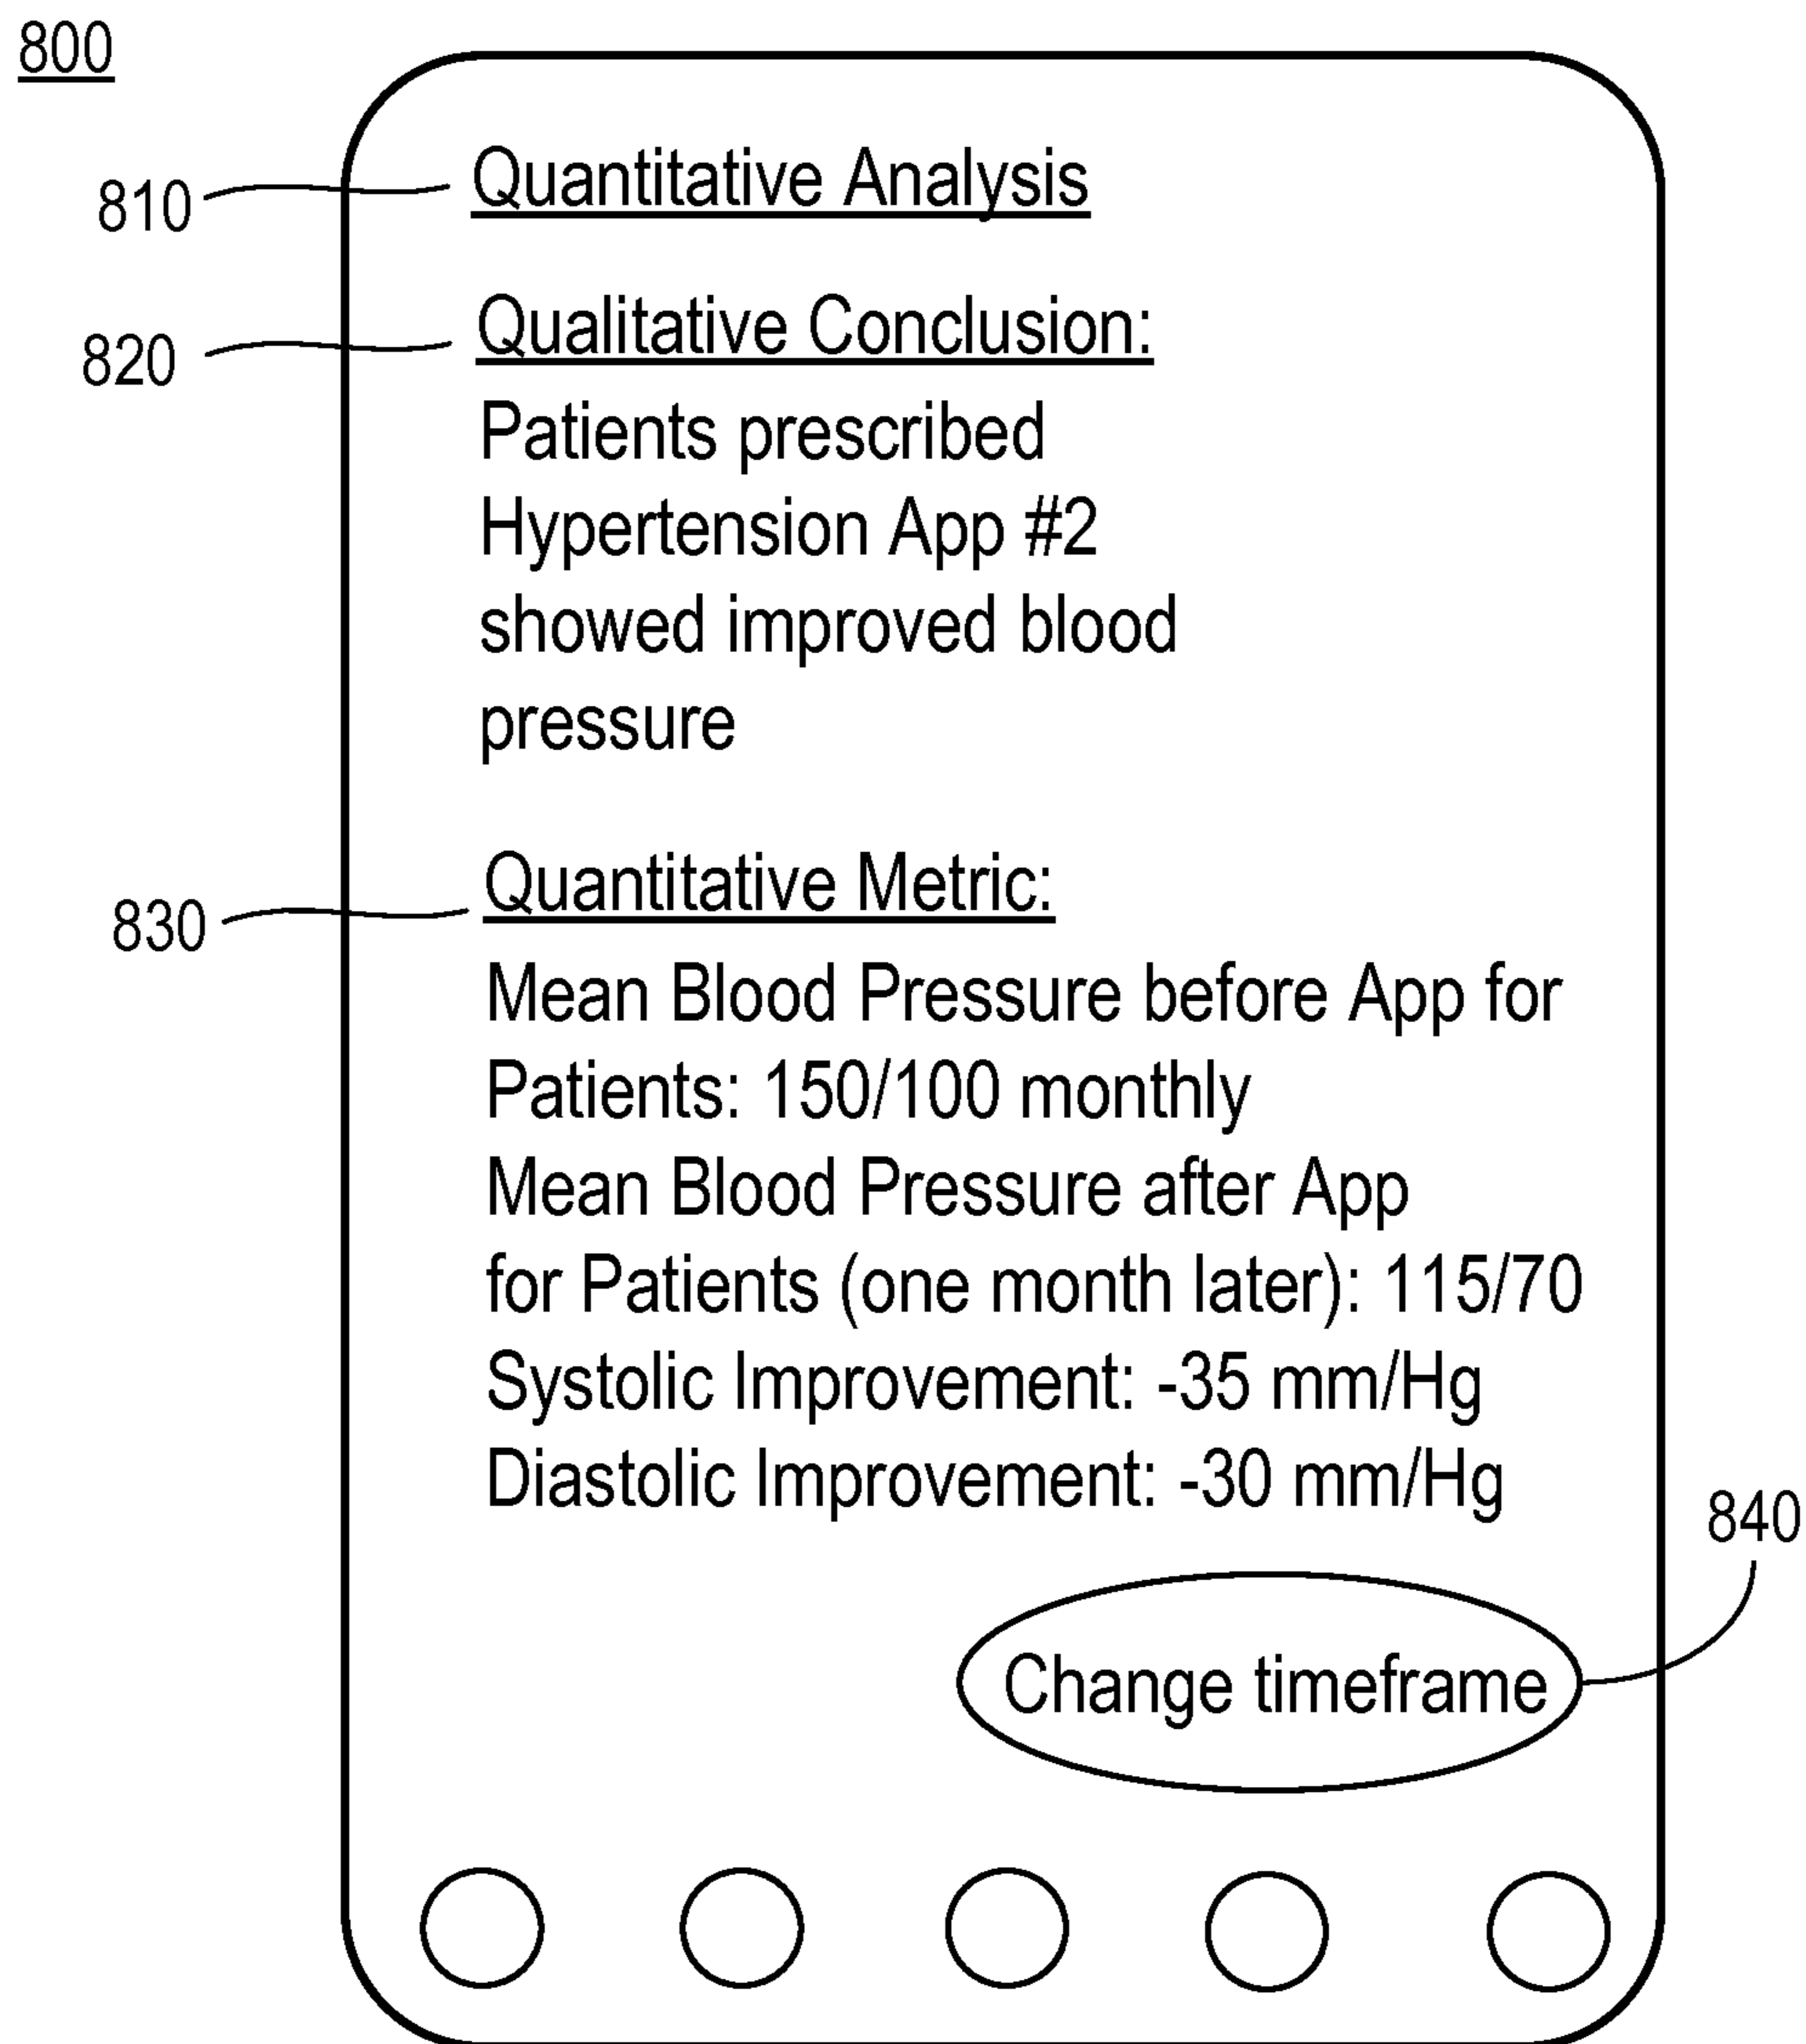 800
810
Quantitative Analysis
820
Qualitative Conclusion:
Patients prescribed
Hypertension App #2
showed improved blood
pressure
830
Quantitative Metric:
Mean Blood Pressure before App for
Patients: 150/100 monthly
Mean Blood Pressure after App
for Patients (one month later): 115/70
Systolic Improvement: -35 mm/Hg
Diastolic Improvement: -30 mm/Hg
840
Change timeframe